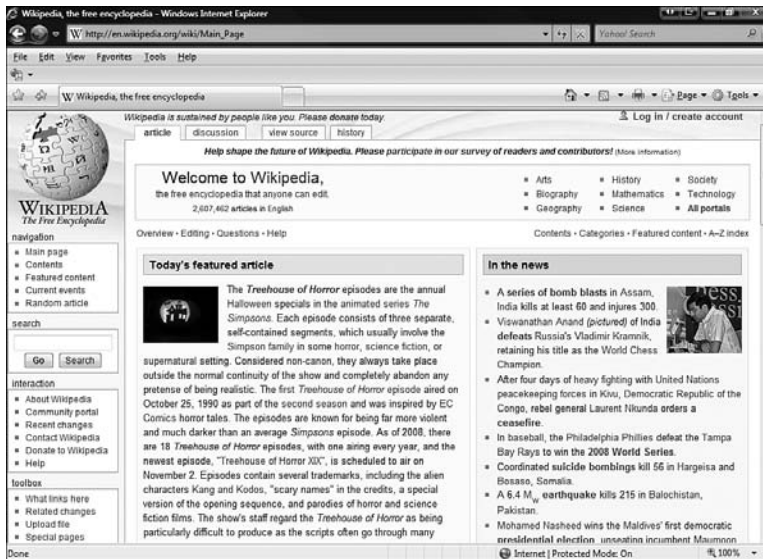 Wikipedia, the free encyclopedia - Windows Internet Explorer
W http://en.wikipedia.org/wiki/Main_Page
Yahoo! Search
File Edit View Favorites Tools Help
W Wikipedia, the free encyclopedia
Page Tools
Wikipedia is sustained by people like you. Please donate today.
Log in / create account
article discussion view source history
Help shape the future of Wikipedia. Please participate in our survey of readers and contributors! (More information)
WIKIPEDIA
The Free Encyclopedia
navigation
Main page
Contents
Featured content
Current events
Random article
search
Go Search
interaction
About Wikipedia
Community portal
Recent changes
Contact Wikipedia
Donate to Wikipedia
Help
toolbox
What links here
Related changes
Upload file
Special pages
Welcome to Wikipedia,
the free encyclopedia that anyone can edit.
2,607,462 articles in English
Arts
Biography
Geography
History
Mathematics
Science
Society
Technology
All portals
Overview · Editing · Questions · Help
Contents · Categories · Featured content · A–Z index
Today's featured article
The Treehouse of Horror episodes are the annual
Halloween specials in the animated series The
Simpsons. Each episode consists of three separate,
self-contained segments, which usually involve the
Simpson family in some horror, science fiction, or
supernatural setting. Considered non-canon, they always take place
outside the normal continuity of the show and completely abandon any
pretense of being realistic. The first Treehouse of Horror episode aired on
October 25, 1990 as part of the second season and was inspired by EC
Comics horror tales. The episodes are known for being far more violent
and much darker than an average Simpsons episode. As of 2008, there
are 18 Treehouse of Horror episodes, with one airing every year, and the
newest episode, "Treehouse of Horror XIX", is scheduled to air on
November 2. Episodes contain several trademarks, including the alien
characters Kang and Kodos, "scary names" in the credits, a special
version of the opening sequence, and parodies of horror and science
fiction films. The show's staff regard the Treehouse of Horror as being
particularly difficult to produce as the scripts often go through many
In the news
A series of bomb blasts in Assam,
India kills at least 60 and injures 300.
Viswanathan Anand (pictured) of India
defeats Russia's Vladimir Kramnik,
retaining his title as the World Chess
Champion.
After four days of heavy fighting with United Nations
peacekeeping forces in Kivu, Democratic Republic of the
Congo, rebel general Laurent Nkunda orders a
ceasefire.
In baseball, the Philadelphia Phillies defeat the Tampa
Bay Rays to win the 2008 World Series.
Coordinated suicide bombings kill 56 in Hargeisa and
Bosaso, Somalia.
A 6.4 Mw earthquake kills 215 in Balochistan,
Pakistan.
Mohamed Nasheed wins the Maldives' first democratic
presidential election, unseating incumbent Maumoon
Done
Internet | Protected Mode: On
100%